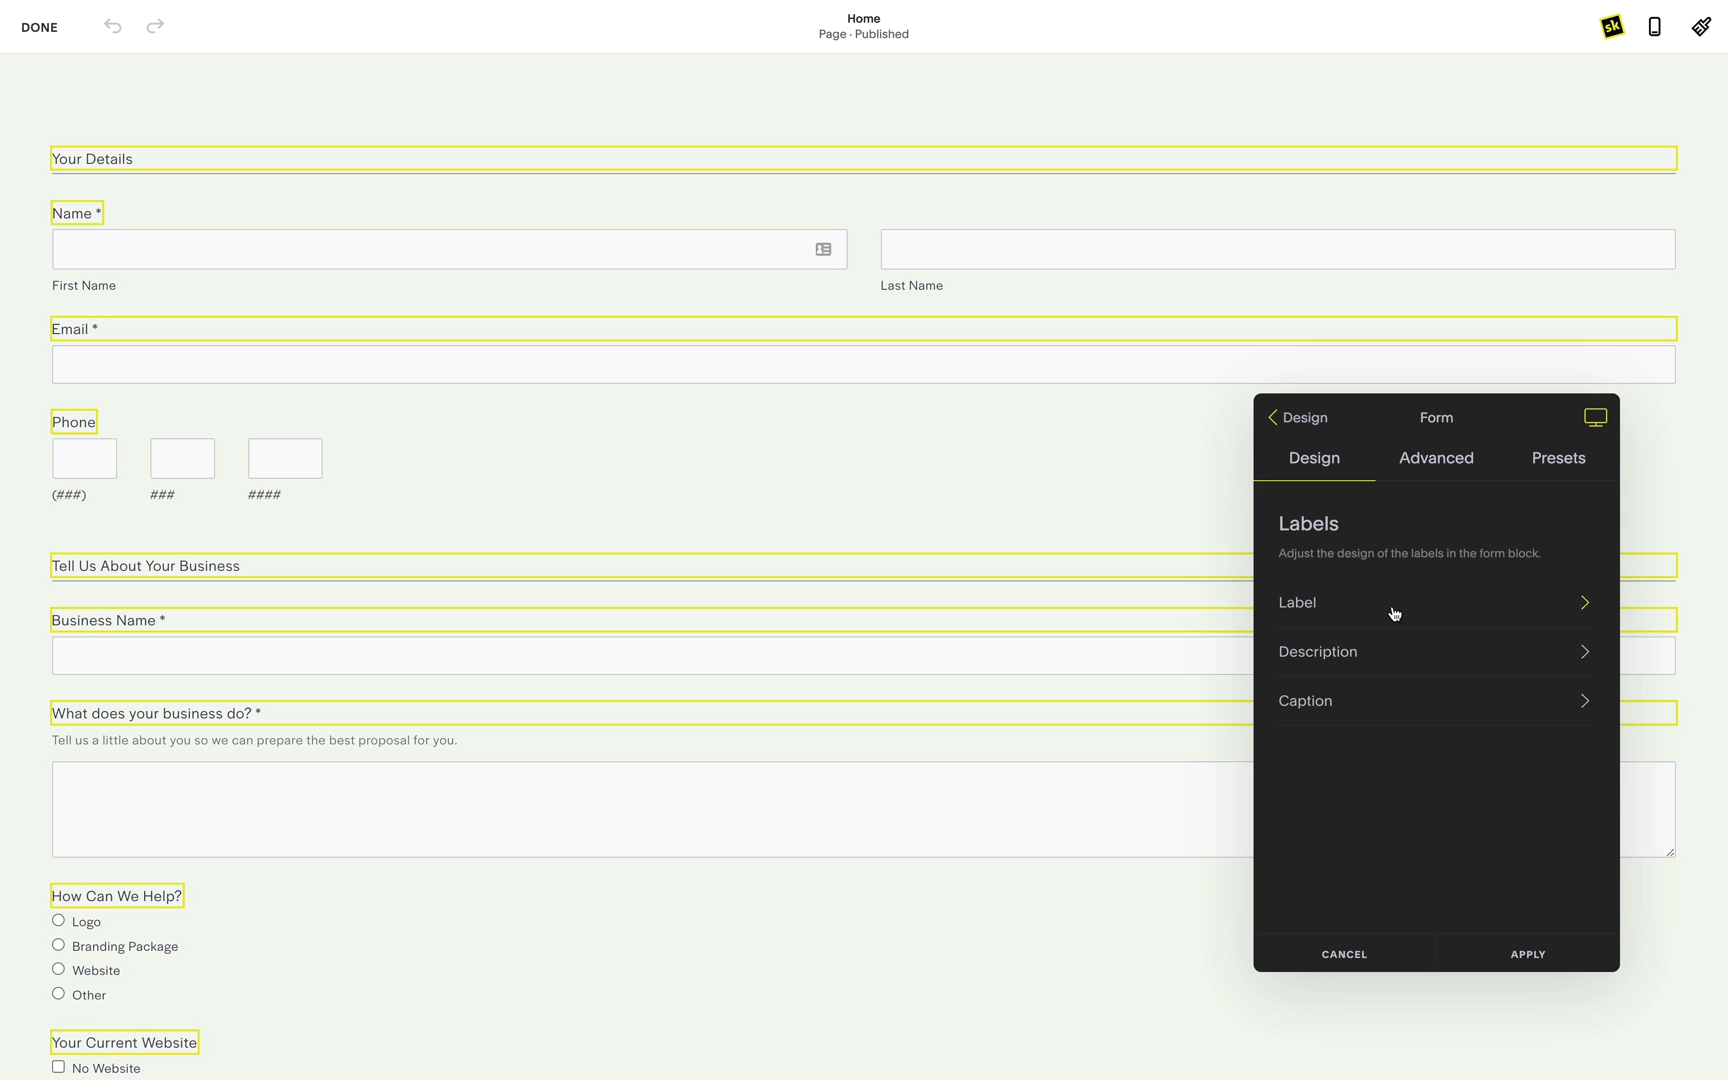 DONE
Home
Page · Published
sk
Your Details
Name *
First Name
Last Name
Email *
Phone
(###)
###
####
Tell Us About Your Business
Business Name *
What does your business do? *
Tell us a little about you so we can prepare the best proposal for you.
How Can We Help?
Logo
Branding Package
Website
Other
Your Current Website
No Website
Design
Form
Design
Advanced
Presets
Labels
Adjust the design of the labels in the form block.
Label
Description
Caption
CANCEL
APPLY